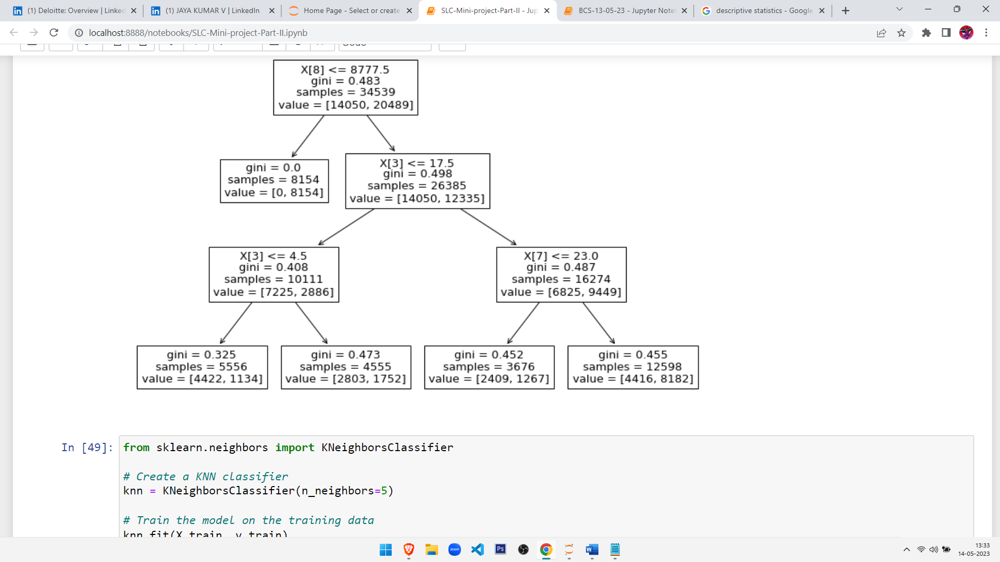 (1) Deloitte: Overview | Linked
(1) JAYA KUMAR V | LinkedIn
Home Page - Select or create
SLC-Mini-project-Part-II - Jup
BCS-13-05-23 - Jupyter Note
descriptive statistics - Google
localhost:8888/notebooks/SLC-Mini-project-Part-II.ipynb
X[8] <= 8777.5
gini = 0.483
samples = 34539
value = [14050, 20489]
gini = 0.0
samples = 8154
value = [0, 8154]
X[3] <= 17.5
gini = 0.498
samples = 26385
value = [14050, 12335]
X[3] <= 4.5
gini = 0.408
samples = 10111
value = [7225, 2886]
X[7] <= 23.0
gini = 0.487
samples = 16274
value = [6825, 9449]
gini = 0.325
samples = 5556
value = [4422, 1134]
gini = 0.473
samples = 4555
value = [2803, 1752]
gini = 0.452
samples = 3676
value = [2409, 1267]
gini = 0.455
samples = 12598
value = [4416, 8182]
In [49]:
from sklearn.neighbors import KNeighborsClassifier
# Create a KNN classifier
knn = KNeighborsClassifier(n_neighbors=5)
# Train the model on the training data
knn.fit(X_train, y_train)
zoom
Ps
13:33
14-05-2023